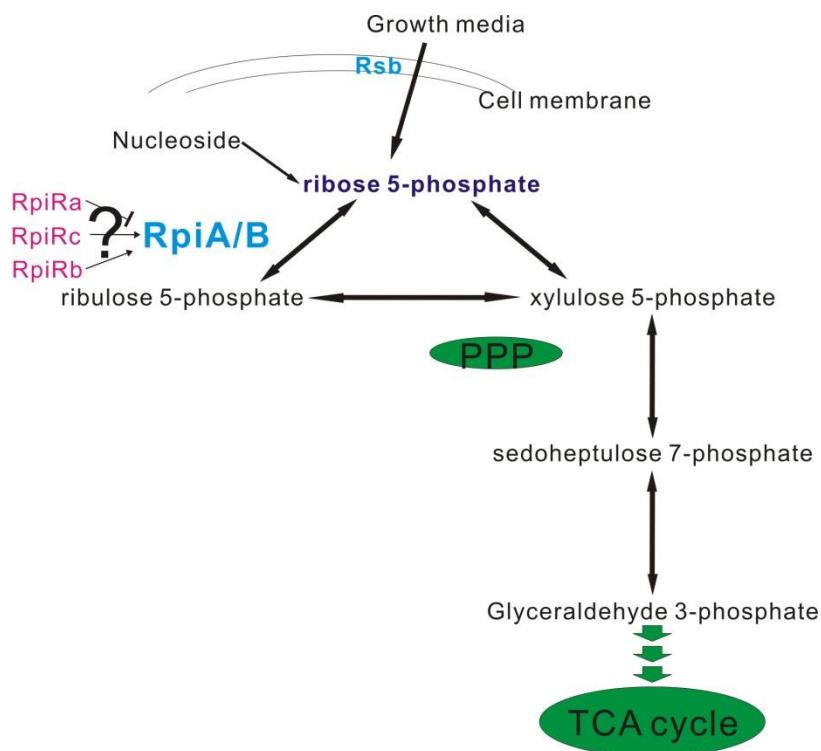 Growth media
Rsb
Cell membrane
Nucleoside
ribose 5-phosphate
RpiRa
?
RpiRc
RpiA/B
RpiRb
ribulose 5-phosphate
xylulose 5-phosphate
PPP
sedoheptulose 7-phosphate
Glyceraldehyde 3-phosphate
TCA cycle